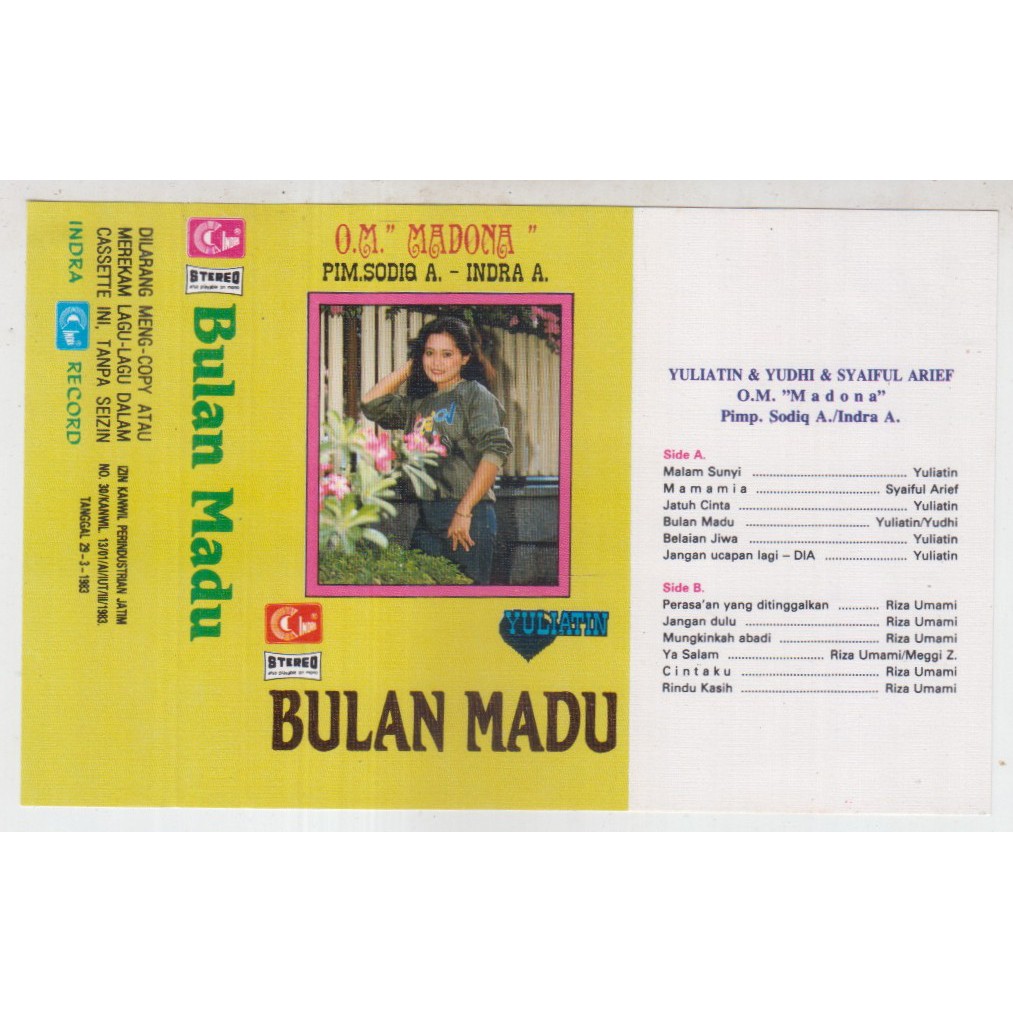 DILARANG MENG-COPY ATAU
MEREKAM LAGU-LAGU DALAM
CASSETTE INI, TANPA SEIZIN
INDRA RECORD
IZIN KANWIL PERINDUSTRIAN JATIM
NO. 30/KANWIL 13/01/AI/IUT/III/1983.
TANGGAL 29-3-1983
INDRA
STEREO
Bulan Madu
O.M." MADONA "
PIM.SODIQ A. - INDRA A.
YULIATIN
INDRA
STEREO
BULAN MADU
YULIATIN & YUDHI & SYAIFUL ARIEF
O.M. "Madona"
Pimp. Sodiq A./Indra A.
Side A.
Malam Sunyi ........ Yuliatin
Mamamia ........ Syaiful Arief
Jatuh Cinta ........ Yuliatin
Bulan Madu ........ Yuliatin/Yudhi
Belaian Jiwa ........ Yuliatin
Jangan ucapan lagi – DIA ........ Yuliatin
Side B.
Perasa'an yang ditinggalkan ........ Riza Umami
Jangan dulu ........ Riza Umami
Mungkinkah abadi ........ Riza Umami
Ya Salam ........ Riza Umami/Meggi Z.
Cintaku ........ Riza Umami
Rindu Kasih ........ Riza Umami